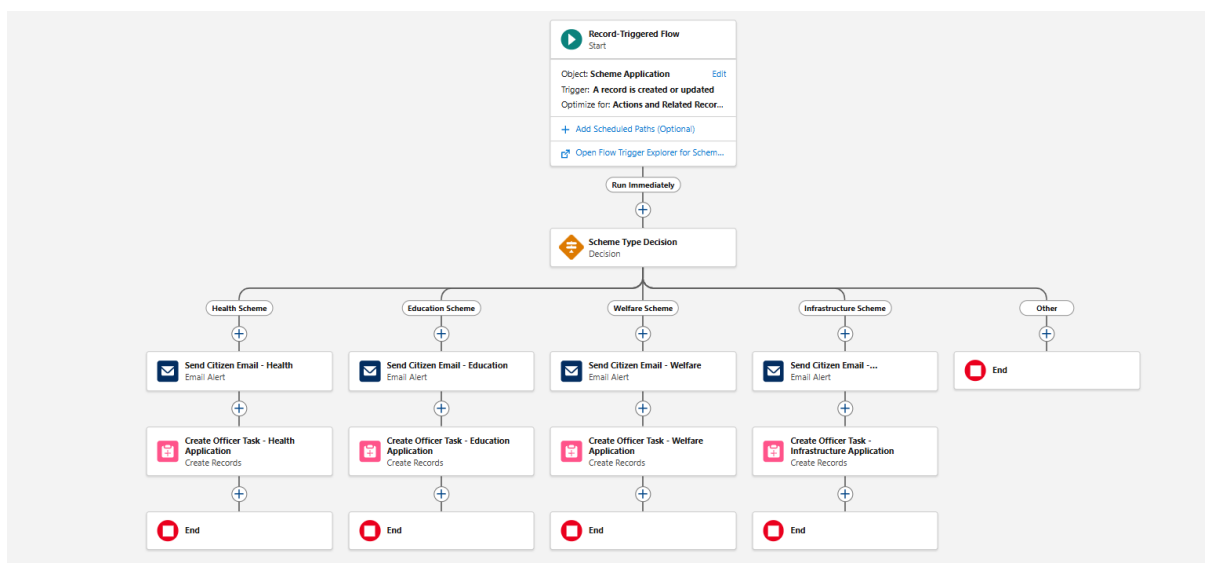 Record-Triggered Flow
Start
Object: Scheme Application Edit
Trigger: A record is created or updated
Optimize for: Actions and Related Recor...
+ Add Scheduled Paths (Optional)
Open Flow Trigger Explorer for Schem...
Run Immediately
Scheme Type Decision
Decision
Health Scheme
Education Scheme
Welfare Scheme
Infrastructure Scheme
Other
Send Citizen Email - Health
Email Alert
Send Citizen Email - Education
Email Alert
Send Citizen Email - Welfare
Email Alert
Send Citizen Email -...
Email Alert
End
Create Officer Task - Health
Application
Create Records
Create Officer Task - Education
Application
Create Records
Create Officer Task - Welfare
Application
Create Records
Create Officer Task -
Infrastructure Application
Create Records
End
End
End
End